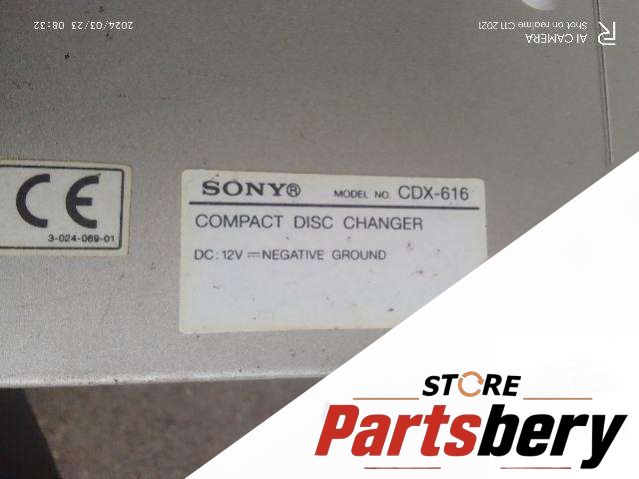 2024/03/23 08:32
AI CAMERA
Shot on realme C11 2021
SONY® MODEL NO. CDX-616
COMPACT DISC CHANGER
DC: 12V ⎓ NEGATIVE GROUND
CE
3-024-069-01
STORE
Partsbery